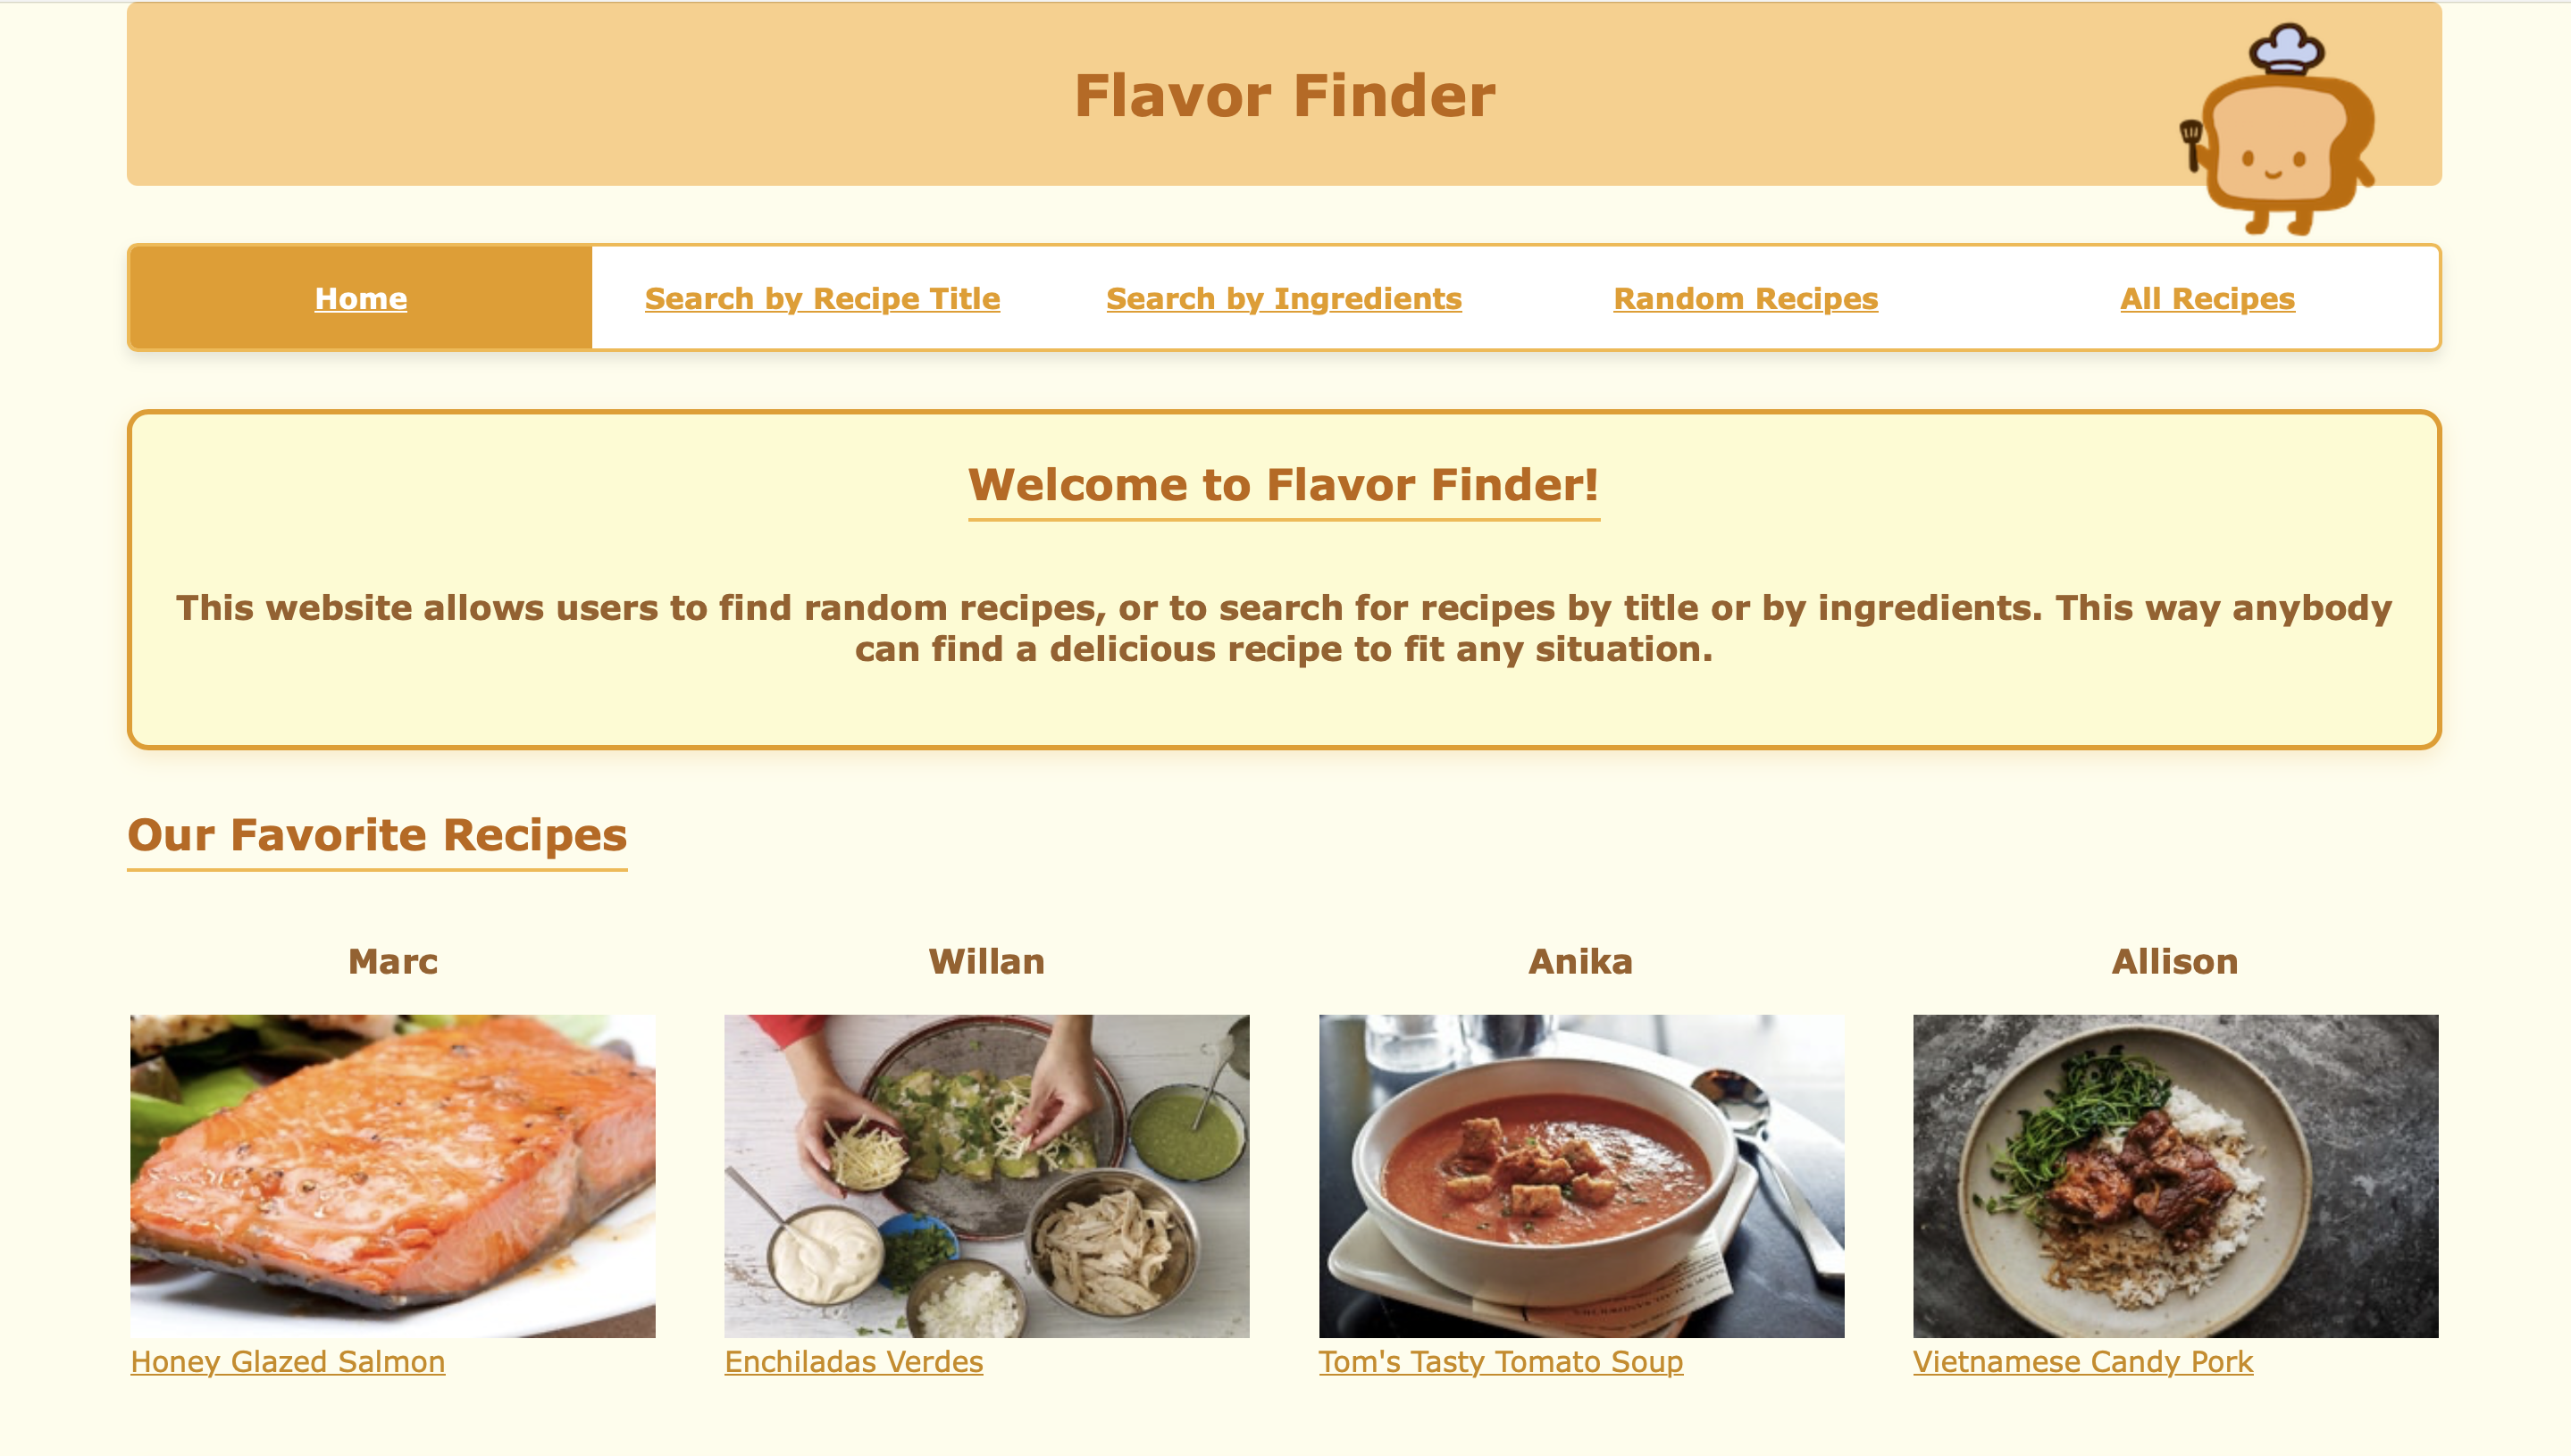 Flavor Finder
Home Search by Recipe Title Search by Ingredients Random Recipes All Recipes
Welcome to Flavor Finder!
This website allows users to find random recipes, or to search for recipes by title or by ingredients. This way anybody
can find a delicious recipe to fit any situation.
Our Favorite Recipes
Marc Willan Anika Allison
Honey Glazed Salmon Enchiladas Verdes Tom's Tasty Tomato Soup Vietnamese Candy Pork